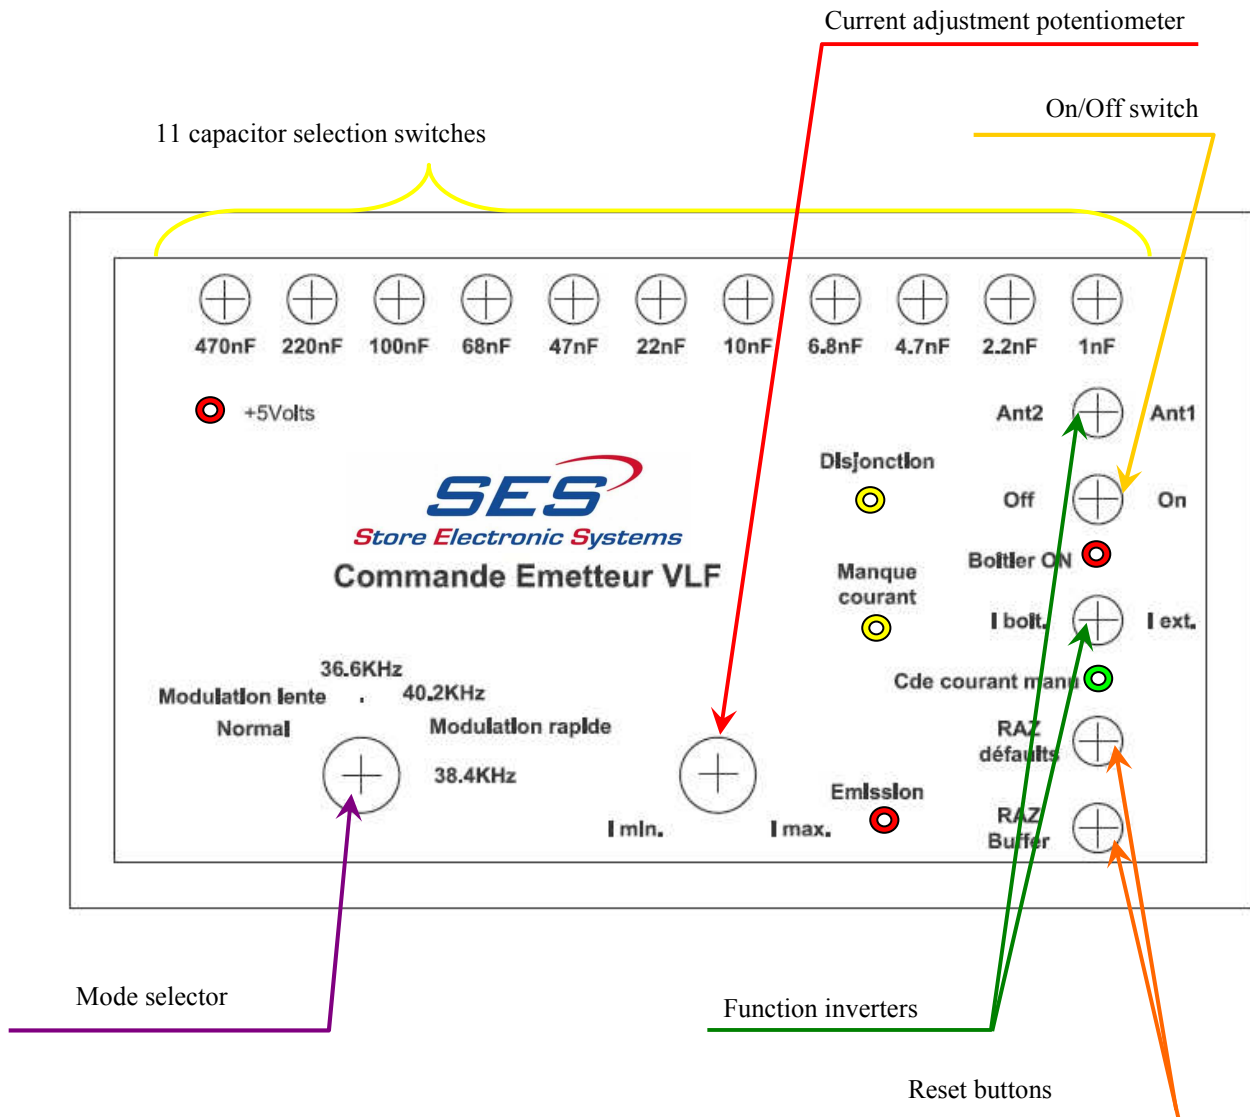 Current adjustment potentiometer
On/Off switch
11 capacitor selection switches
470nF 220nF 100nF 68nF 47nF 22nF 10nF 6.8nF 4.7nF 2.2nF 1nF
+5Volts
Ant2 Ant1
Disjonction
SES
Off On
Store Electronic Systems
Boîtier ON
Commande Emetteur VLF
Manque
courant
I boit. I ext.
36.6KHz
Modulation lente . 40.2KHz
Cde courant manu
Normal Modulation rapide
RAZ
défauts
38.4KHz
Emission
I min. I max.
RAZ
Buffer
Mode selector
Function inverters
Reset buttons